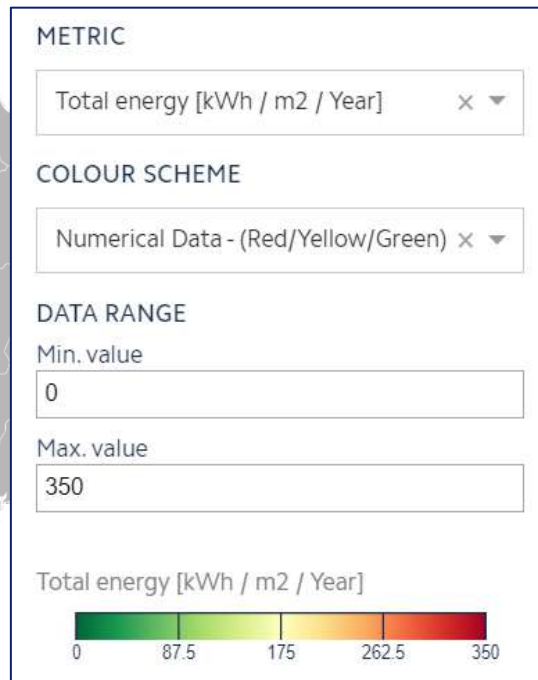 METRIC
Total energy [kWh / m2 / Year]
COLOUR SCHEME
Numerical Data - (Red/Yellow/Green)
DATA RANGE
Min. value
0
Max. value
350
Total energy [kWh / m2 / Year]
0 87.5 175 262.5 350